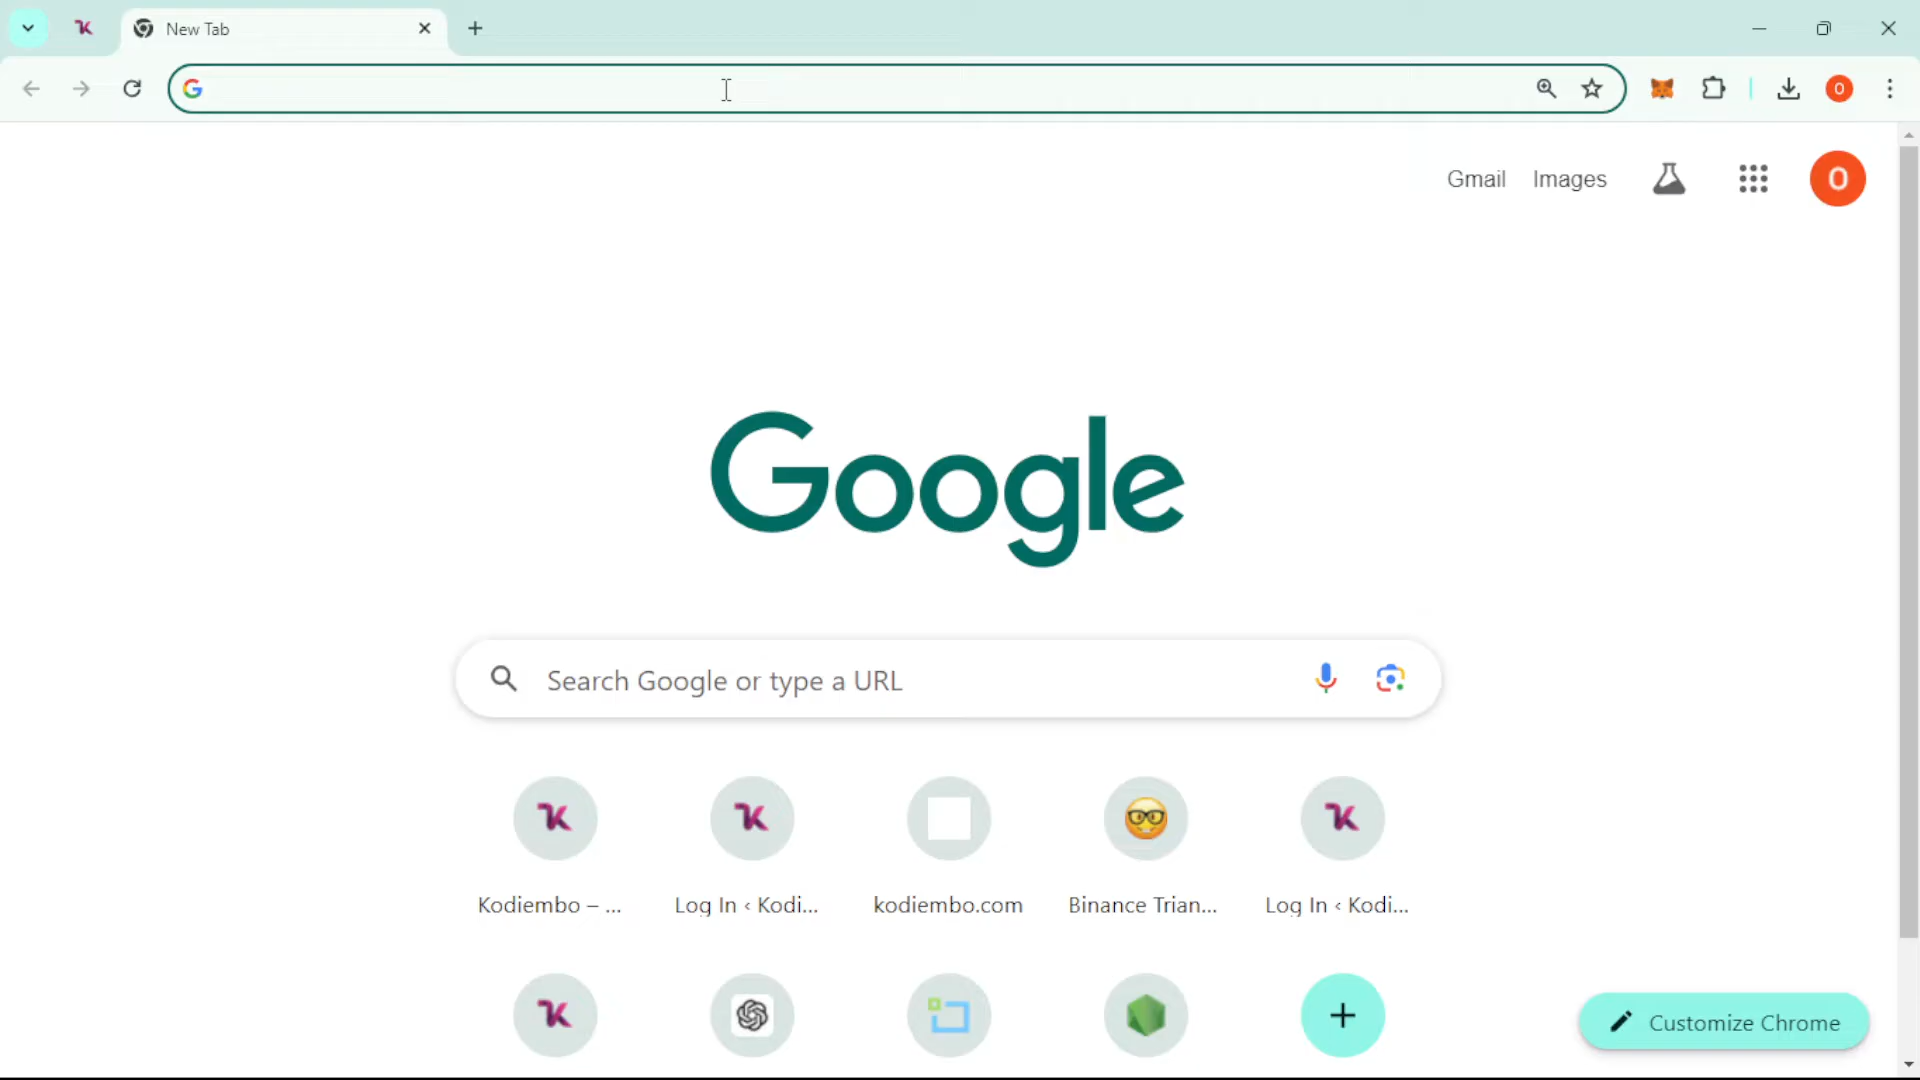 New Tab
O
Gmail Images
O
Google
Search Google or type a URL
Kodiembo – ...
Log In ‹ Kodi...
kodiembo.com
Binance Trian...
Log In ‹ Kodi...
Customize Chrome